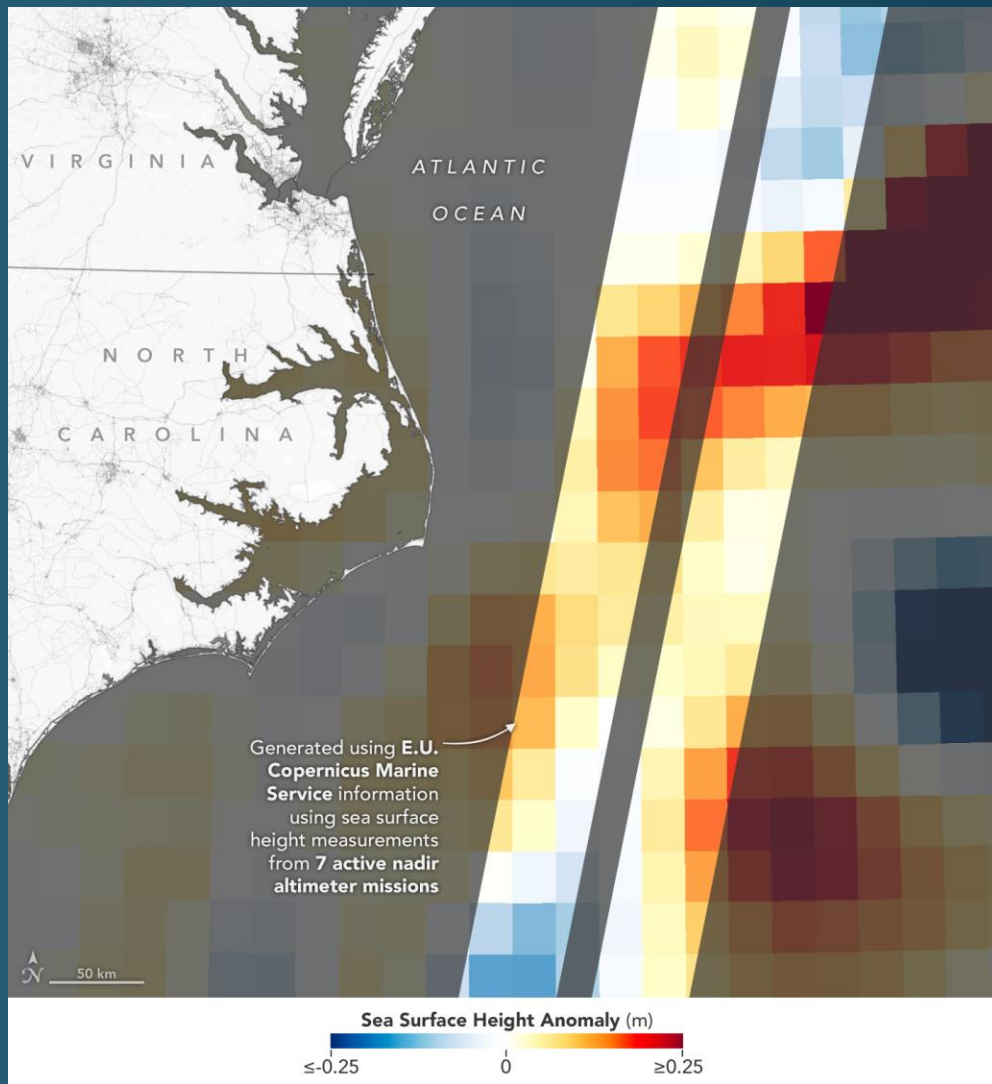 VIRGINIA
ATLANTIC
OCEAN
NORTH
CAROLINA
Generated using E.U.
Copernicus Marine
Service information
using sea surface
height measurements
from 7 active nadir
altimeter missions
N
50 km
Sea Surface Height Anomaly (m)
≤-0.25 0 ≥0.25